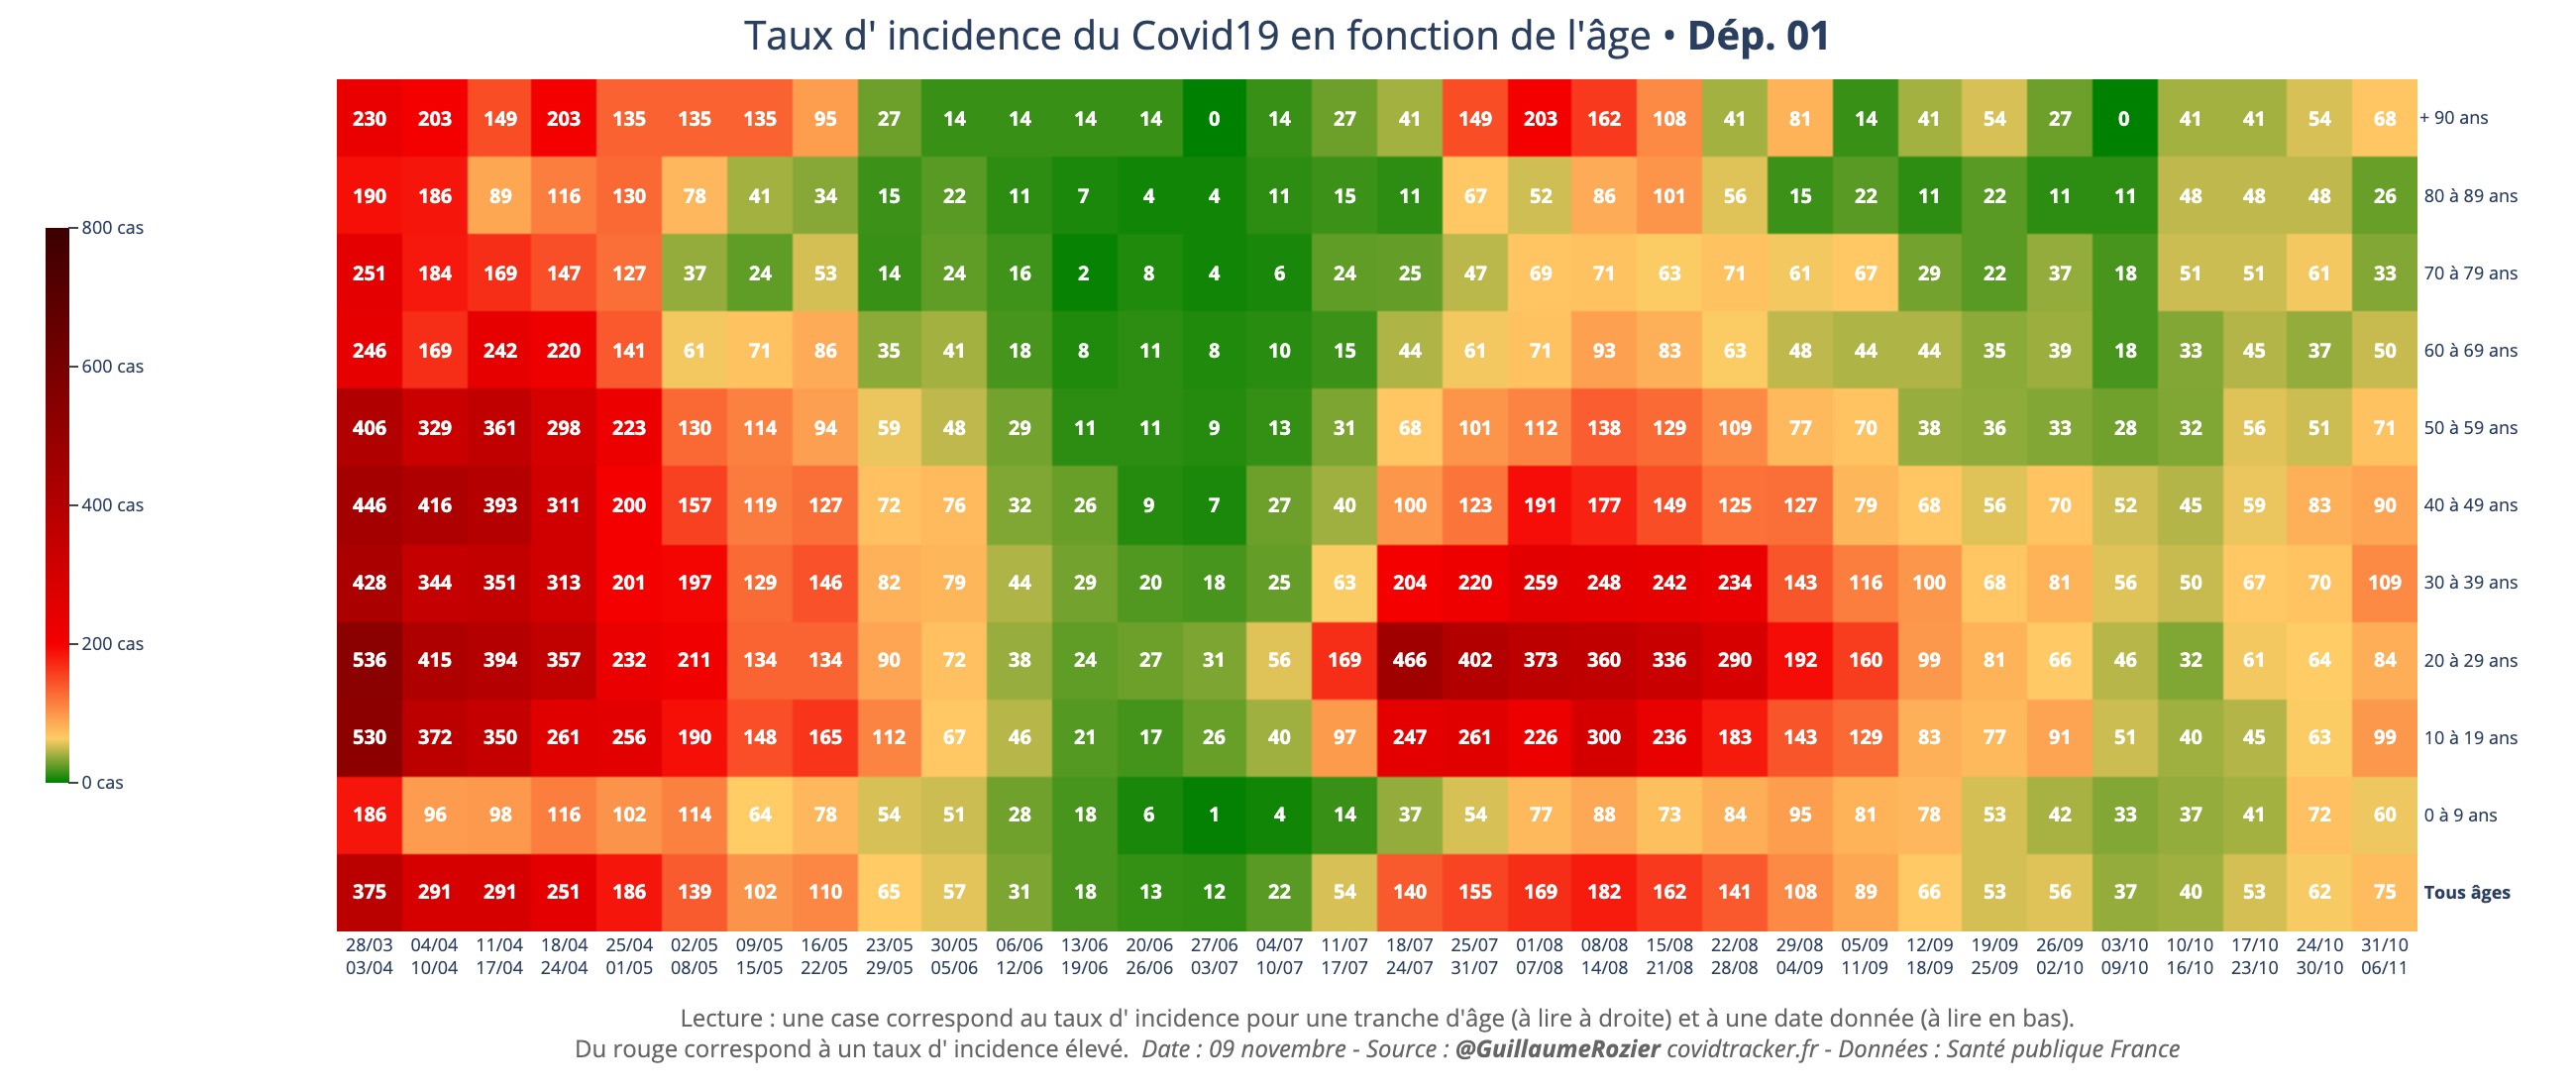 Taux d' incidence du Covid19 en fonction de l'âge • Dép. 01
800 cas
600 cas
400 cas
200 cas
0 cas
230 203 149 203 135 135 135 95 27 14 14 14 14 0 14 27 41 149 203 162 108 41 81 14 41 54 27 0 41 41 54 68 + 90 ans
190 186 89 116 130 78 41 34 15 22 11 7 4 4 11 15 11 67 52 86 101 56 15 22 11 22 11 11 48 48 48 26 80 à 89 ans
251 184 169 147 127 37 24 53 14 24 16 2 8 4 6 24 25 47 69 71 63 71 61 67 29 22 37 18 51 51 61 33 70 à 79 ans
246 169 242 220 141 61 71 86 35 41 18 8 11 8 10 15 44 61 71 93 83 63 48 44 44 35 39 18 33 45 37 50 60 à 69 ans
406 329 361 298 223 130 114 94 59 48 29 11 11 9 13 31 68 101 112 138 129 109 77 70 38 36 33 28 32 56 51 71 50 à 59 ans
446 416 393 311 200 157 119 127 72 76 32 26 9 7 27 40 100 123 191 177 149 125 127 79 68 56 70 52 45 59 83 90 40 à 49 ans
428 344 351 313 201 197 129 146 82 79 44 29 20 18 25 63 204 220 259 248 242 234 143 116 100 68 81 56 50 67 70 109 30 à 39 ans
536 415 394 357 232 211 134 134 90 72 38 24 27 31 56 169 466 402 373 360 336 290 192 160 99 81 66 46 32 61 64 84 20 à 29 ans
530 372 350 261 256 190 148 165 112 67 46 21 17 26 40 97 247 261 226 300 236 183 143 129 83 77 91 51 40 45 63 99 10 à 19 ans
186 96 98 116 102 114 64 78 54 51 28 18 6 1 4 14 37 54 77 88 73 84 95 81 78 53 42 33 37 41 72 60 0 à 9 ans
375 291 291 251 186 139 102 110 65 57 31 18 13 12 22 54 140 155 169 182 162 141 108 89 66 53 56 37 40 53 62 75 Tous âges
28/03 04/04 11/04 18/04 25/04 02/05 09/05 16/05 23/05 30/05 06/06 13/06 20/06 27/06 04/07 11/07 18/07 25/07 01/08 08/08 15/08 22/08 29/08 05/09 12/09 19/09 26/09 03/10 10/10 17/10 24/10 31/10
03/04 10/04 17/04 24/04 01/05 08/05 15/05 22/05 29/05 05/06 12/06 19/06 26/06 03/07 10/07 17/07 24/07 31/07 07/08 14/08 21/08 28/08 04/09 11/09 18/09 25/09 02/10 09/10 16/10 23/10 30/10 06/11
Lecture : une case correspond au taux d' incidence pour une tranche d'âge (à lire à droite) et à une date donnée (à lire en bas).
Du rouge correspond à un taux d' incidence élevé. Date : 09 novembre - Source : @GuillaumeRozier covidtracker.fr - Données : Santé publique France